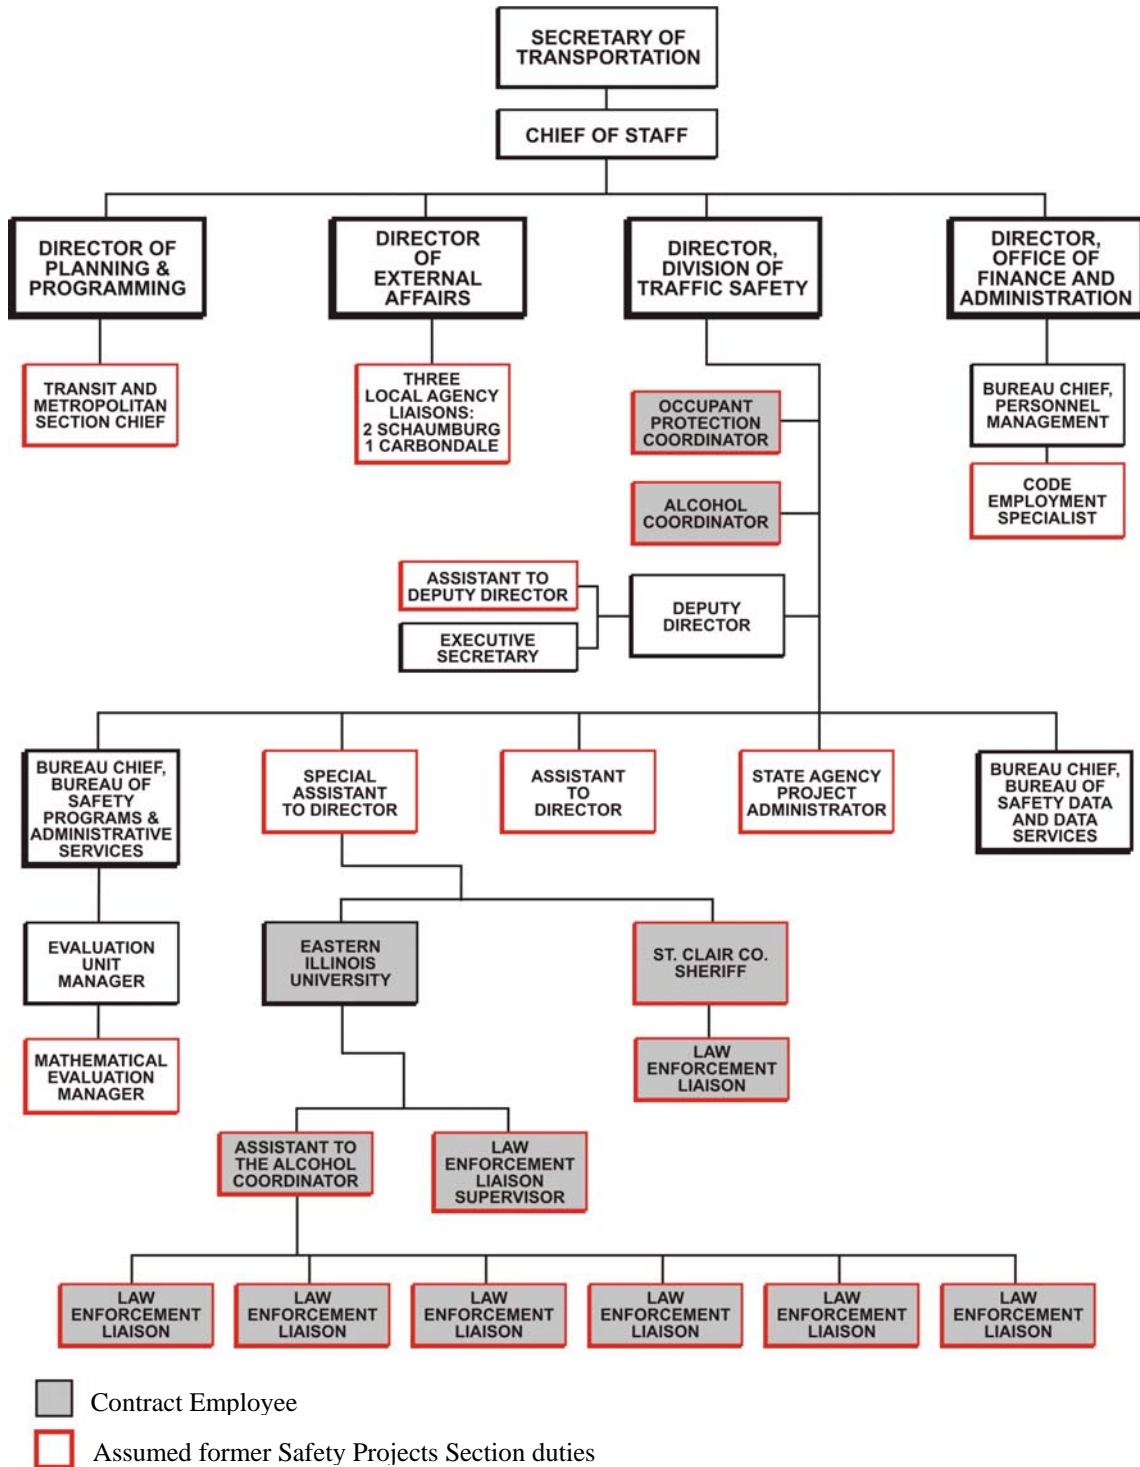 SECRETARY OF
TRANSPORTATION
CHIEF OF STAFF
DIRECTOR OF
PLANNING &
PROGRAMMING
DIRECTOR
OF
EXTERNAL
AFFAIRS
DIRECTOR,
DIVISION OF
TRAFFIC SAFETY
DIRECTOR,
OFFICE OF
FINANCE AND
ADMINISTRATION
TRANSIT AND
METROPOLITAN
SECTION CHIEF
THREE
LOCAL AGENCY
LIAISONS:
2 SCHAUMBURG
1 CARBONDALE
OCCUPANT
PROTECTION
COORDINATOR
BUREAU CHIEF,
PERSONNEL
MANAGEMENT
ALCOHOL
COORDINATOR
CODE
EMPLOYMENT
SPECIALIST
ASSISTANT TO
DEPUTY DIRECTOR
EXECUTIVE
SECRETARY
DEPUTY
DIRECTOR
BUREAU CHIEF,
BUREAU OF
SAFETY
PROGRAMS &
ADMINISTRATIVE
SERVICES
SPECIAL
ASSISTANT
TO DIRECTOR
ASSISTANT
TO
DIRECTOR
STATE AGENCY
PROJECT
ADMINISTRATOR
BUREAU CHIEF,
BUREAU OF
SAFETY DATA
AND DATA
SERVICES
EVALUATION
UNIT
MANAGER
EASTERN
ILLINOIS
UNIVERSITY
ST. CLAIR CO.
SHERIFF
MATHEMATICAL
EVALUATION
MANAGER
LAW
ENFORCEMENT
LIAISON
ASSISTANT TO
THE ALCOHOL
COORDINATOR
LAW
ENFORCEMENT
LIAISON
SUPERVISOR
LAW
ENFORCEMENT
LIAISON
LAW
ENFORCEMENT
LIAISON
LAW
ENFORCEMENT
LIAISON
LAW
ENFORCEMENT
LIAISON
LAW
ENFORCEMENT
LIAISON
LAW
ENFORCEMENT
LIAISON
Contract Employee
Assumed former Safety Projects Section duties